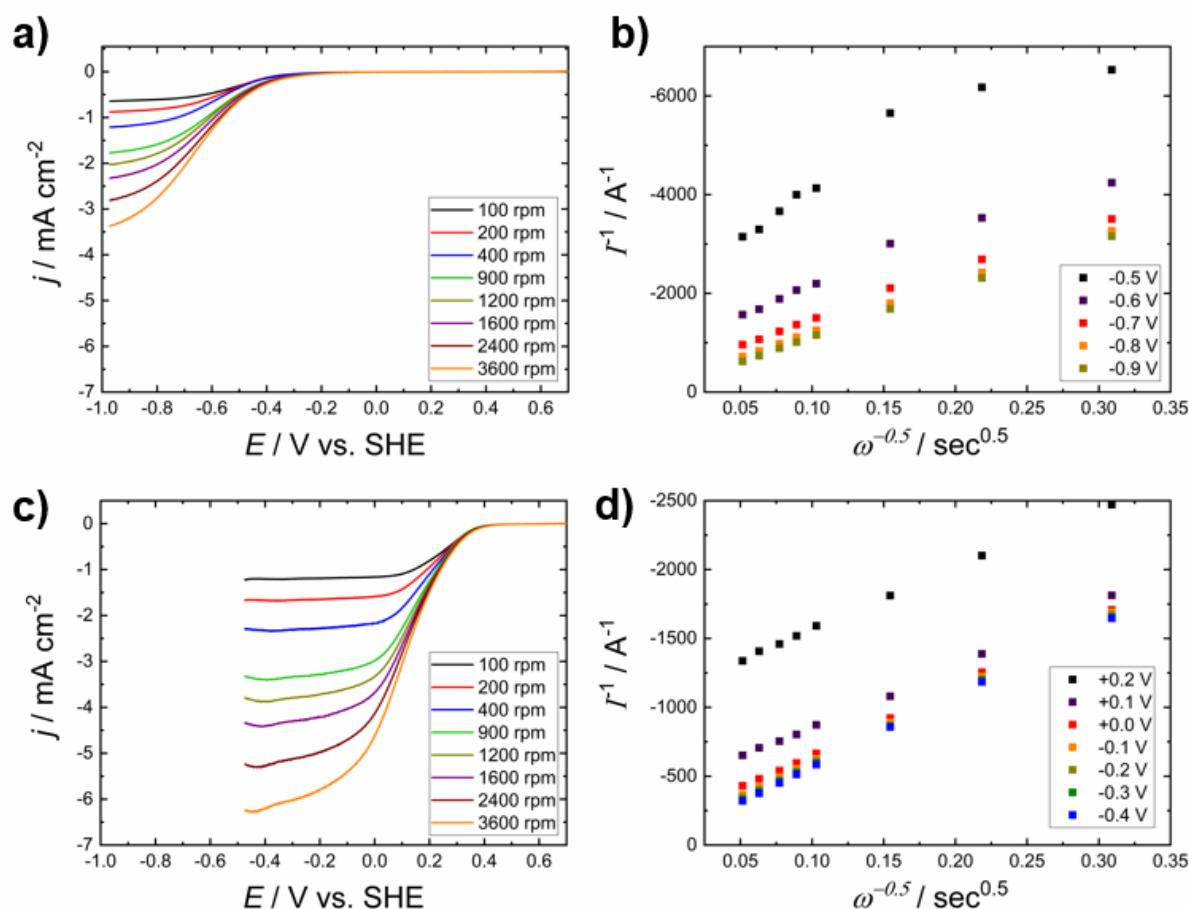 a)
0
-1
-2
-3
-4
-5
-6
-7
j / mA cm⁻²
100 rpm
200 rpm
400 rpm
900 rpm
1200 rpm
1600 rpm
2400 rpm
3600 rpm
-1.0 -0.8 -0.6 -0.4 -0.2 0.0 0.2 0.4 0.6
E / V vs. SHE
b)
-6000
-4000
-2000
0
I⁻¹ / A⁻¹
-0.5 V
-0.6 V
-0.7 V
-0.8 V
-0.9 V
0.05 0.10 0.15 0.20 0.25 0.30 0.35
ω⁻⁰·⁵ / sec⁰·⁵
c)
0
-1
-2
-3
-4
-5
-6
-7
j / mA cm⁻²
100 rpm
200 rpm
400 rpm
900 rpm
1200 rpm
1600 rpm
2400 rpm
3600 rpm
-1.0 -0.8 -0.6 -0.4 -0.2 0.0 0.2 0.4 0.6
E / V vs. SHE
d)
-2500
-2000
-1500
-1000
-500
0
I⁻¹ / A⁻¹
+0.2 V
+0.1 V
+0.0 V
-0.1 V
-0.2 V
-0.3 V
-0.4 V
0.05 0.10 0.15 0.20 0.25 0.30 0.35
ω⁻⁰·⁵ / sec⁰·⁵